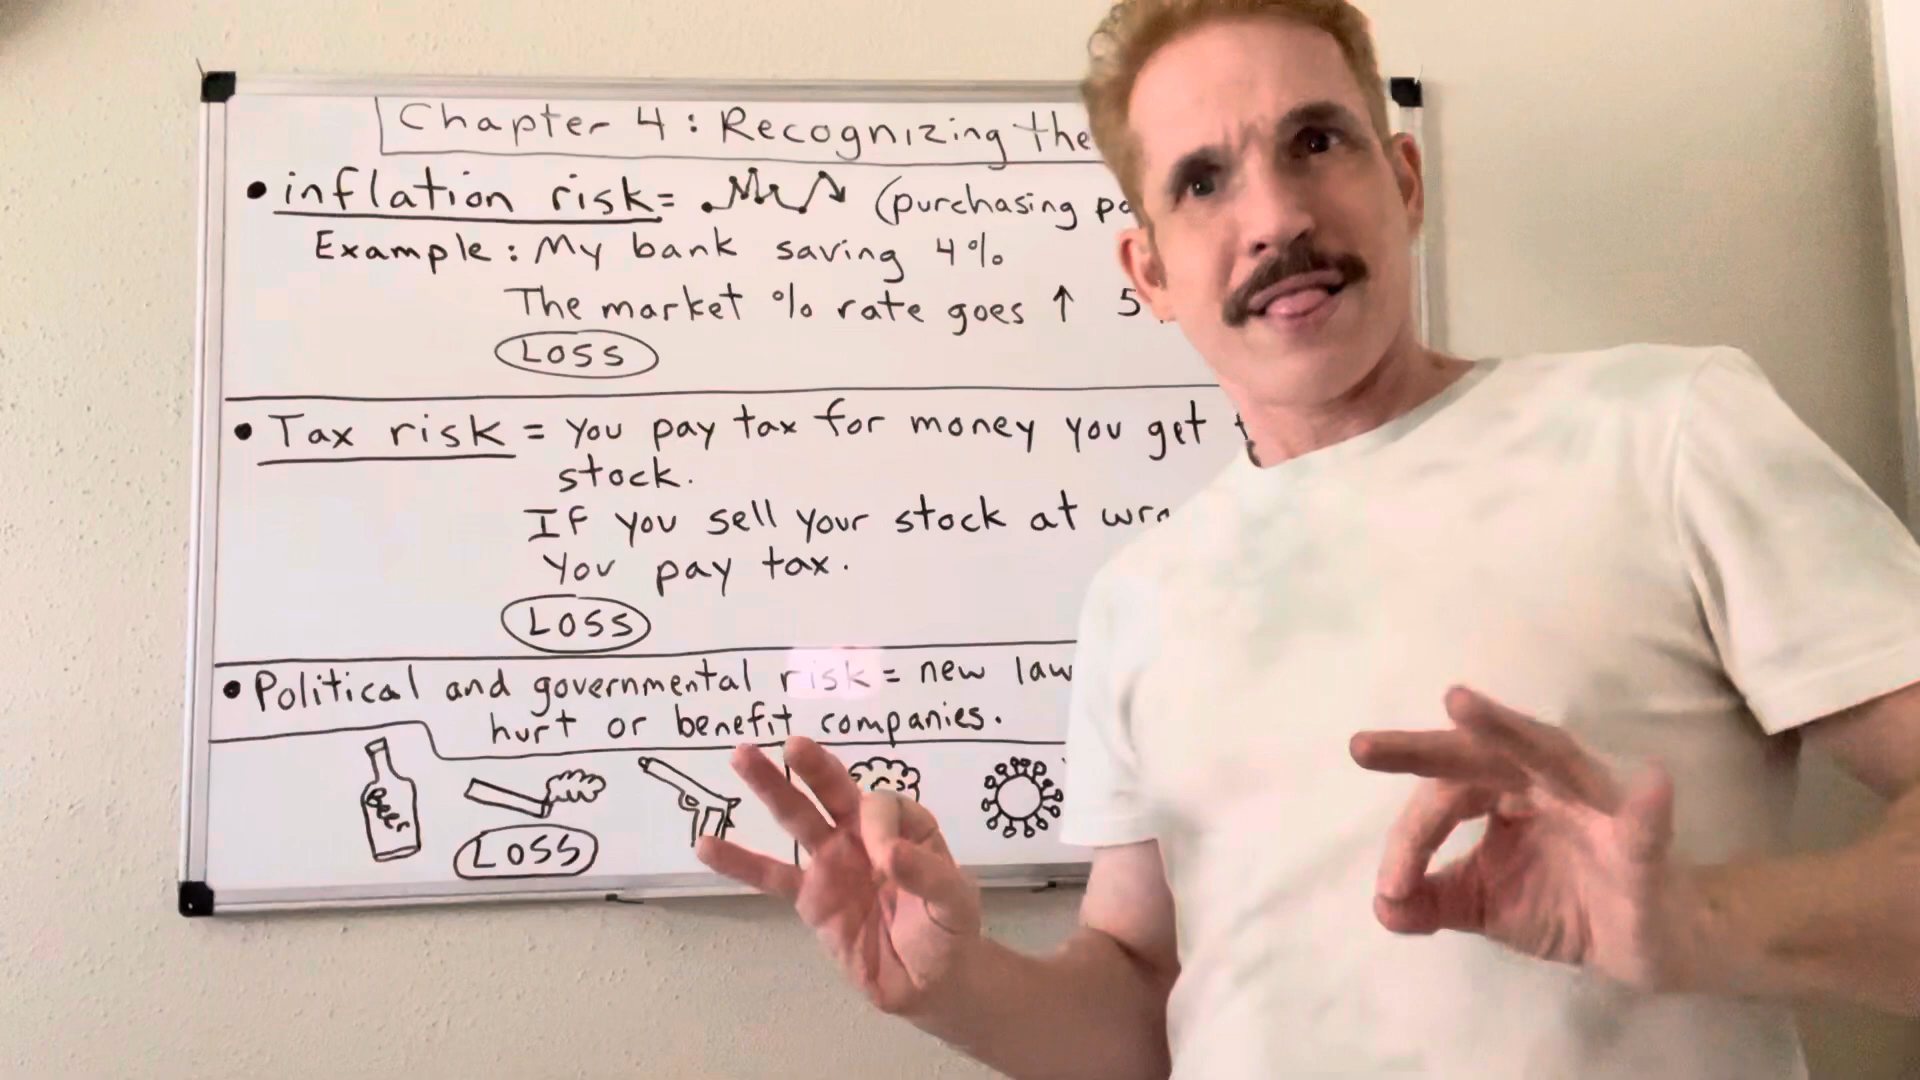 Chapter 4: Recognizing the
• inflation risk= (purchasing
Example: My bank saving 4%
The market % rate goes ↑ 5
LOSS
• Tax risk = You pay tax for money you get
stock.
If you sell your stock at
You pay tax.
LOSS
• Political and governmental risk = new
hurt or benefit companies.
Beer
LOSS